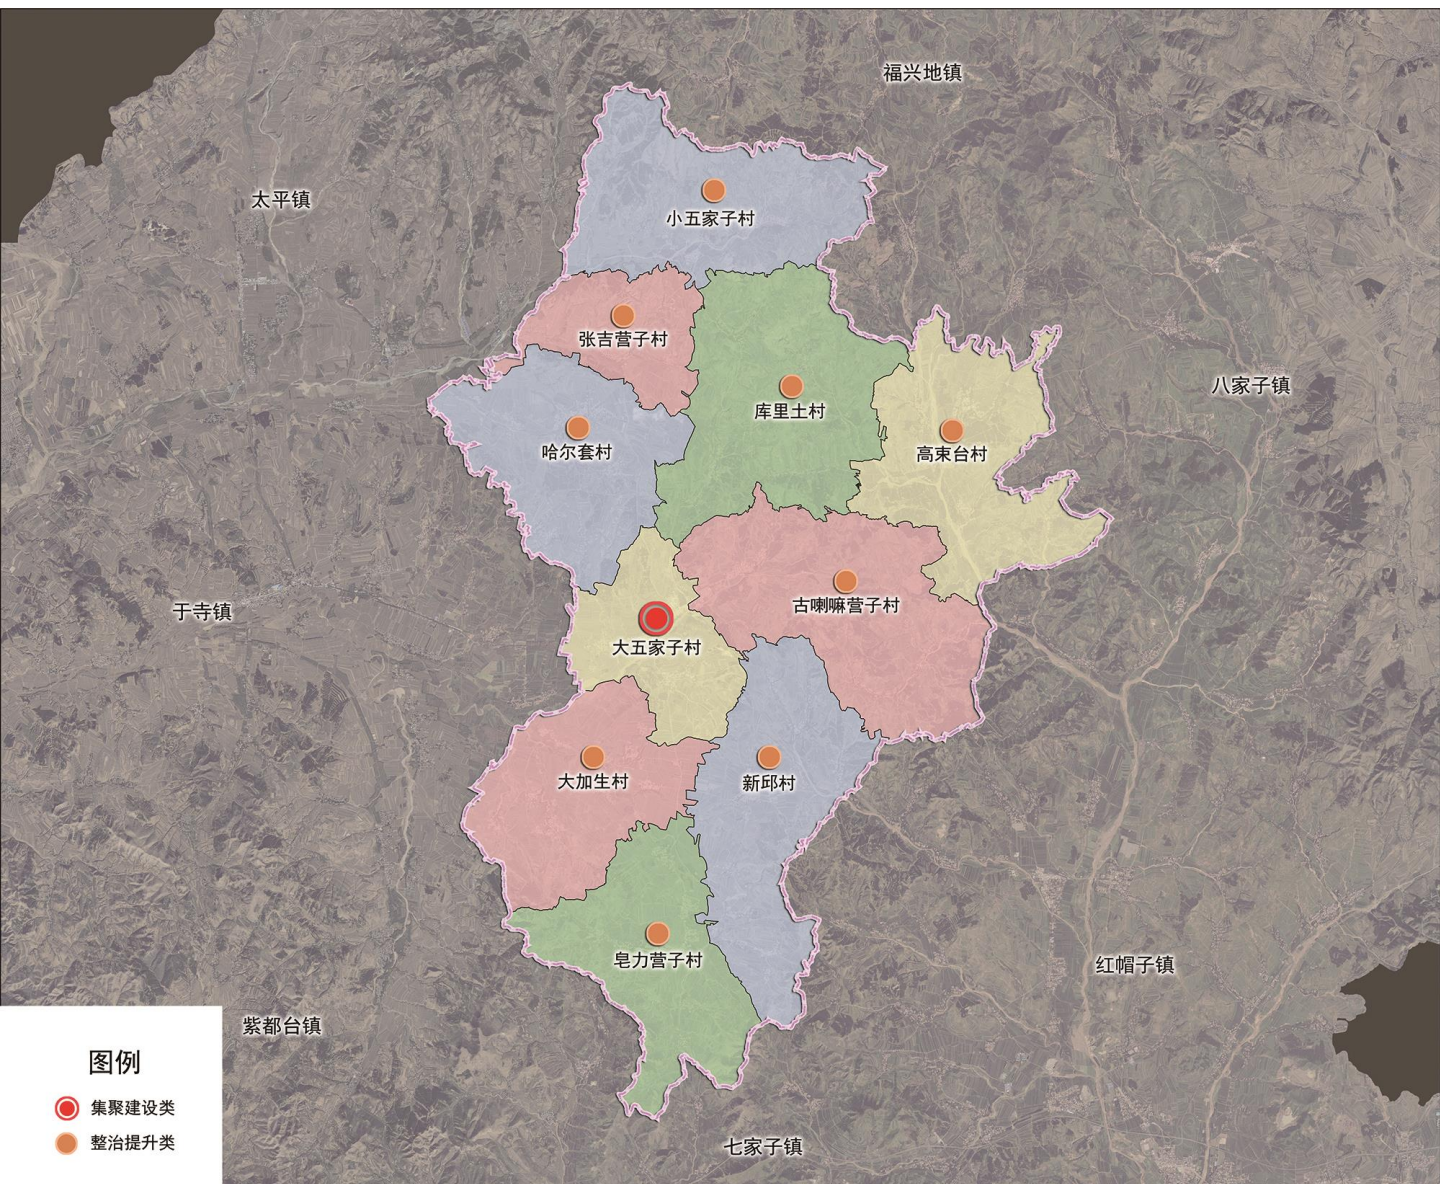 福兴地镇
太平镇
小五家子村
张吉营子村
八家子镇
库里土村
哈尔套村
高束台村
于寺镇
古喇嘛营子村
大五家子村
大加生村
新邱村
皂力营子村
红帽子镇
紫都台镇
七家子镇
图例
集聚建设类
整治提升类